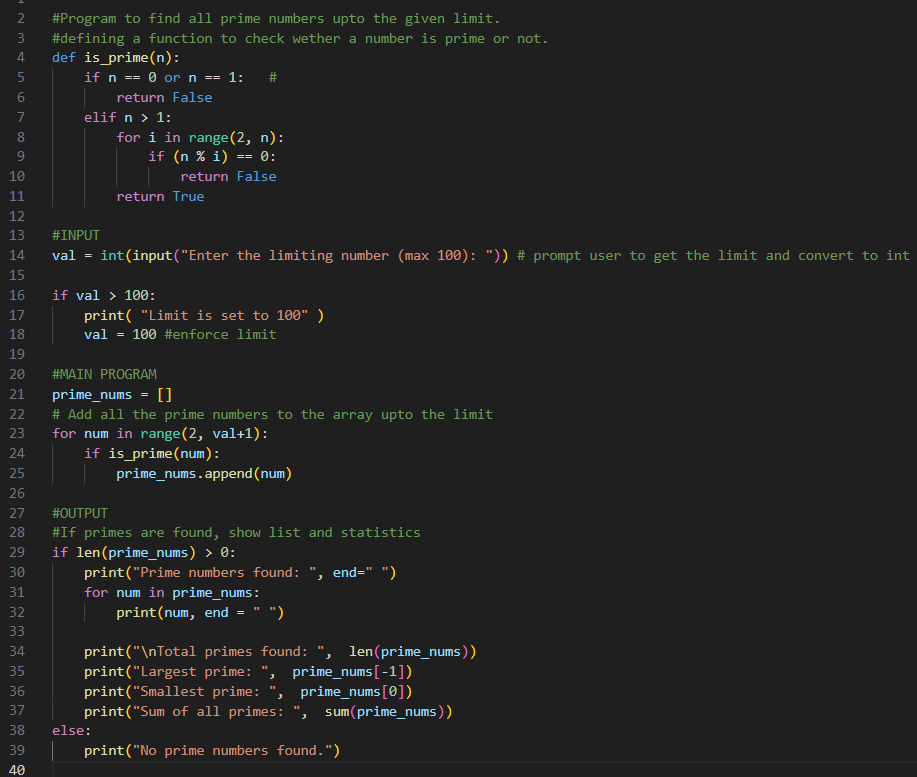 2 #Program to find all prime numbers upto the given limit.
3 #defining a function to check wether a number is prime or not.
4 def is_prime(n):
5     if n == 0 or n == 1:   #
6         return False
7     elif n > 1:
8         for i in range(2, n):
9             if (n % i) == 0:
10                 return False
11         return True
12
13 #INPUT
14 val = int(input("Enter the limiting number (max 100): ")) # prompt user to get the limit and convert to int
15
16 if val > 100:
17     print( "Limit is set to 100" )
18     val = 100 #enforce limit
19
20 #MAIN PROGRAM
21 prime_nums = []
22 # Add all the prime numbers to the array upto the limit
23 for num in range(2, val+1):
24     if is_prime(num):
25         prime_nums.append(num)
26
27 #OUTPUT
28 #If primes are found, show list and statistics
29 if len(prime_nums) > 0:
30     print("Prime numbers found: ", end=" ")
31     for num in prime_nums:
32         print(num, end = " ")
33
34     print("\nTotal primes found: ",  len(prime_nums))
35     print("Largest prime: ",  prime_nums[-1])
36     print("Smallest prime: ",  prime_nums[0])
37     print("Sum of all primes: ",  sum(prime_nums))
38 else:
39     print("No prime numbers found.")
40